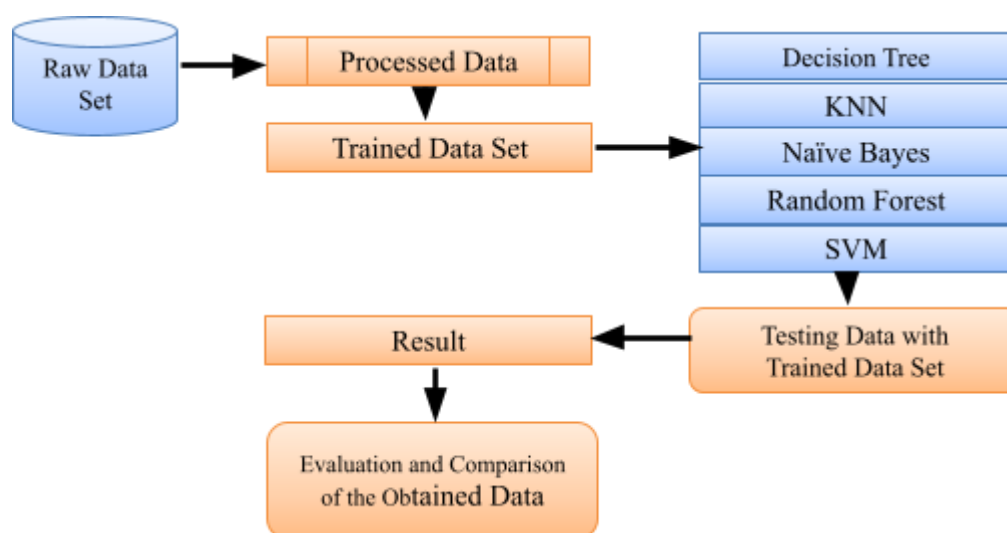 Raw Data
Set
Processed Data
Trained Data Set
Decision Tree
KNN
Naïve Bayes
Random Forest
SVM
Testing Data with
Trained Data Set
Result
Evaluation and Comparison
of the Obtained Data